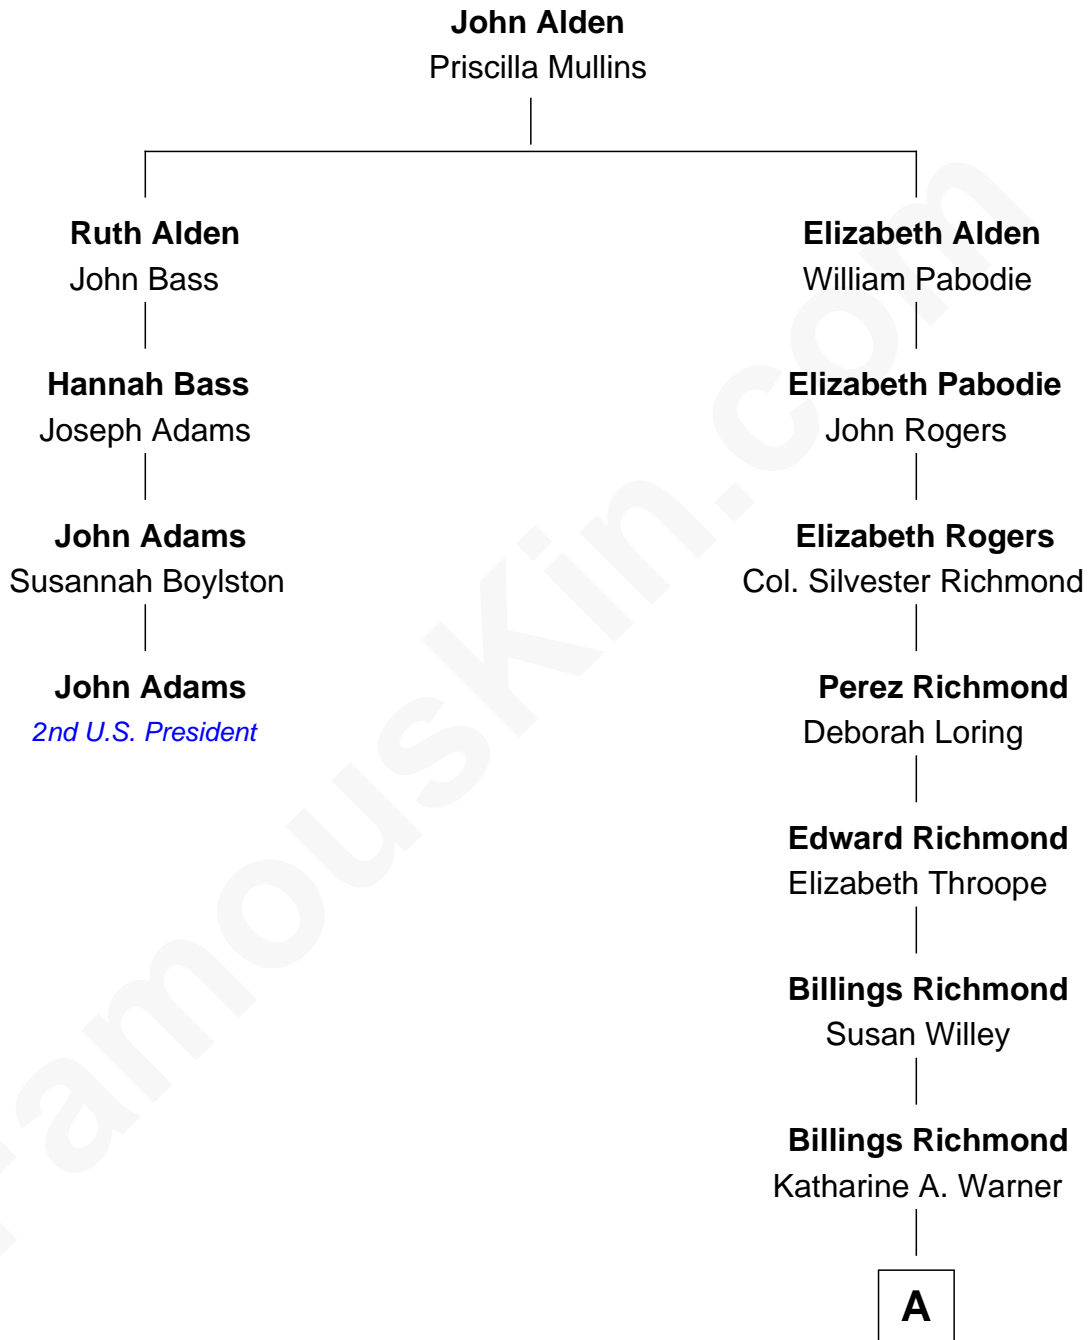 John Alden
Priscilla Mullins
Ruth Alden
John Bass
Hannah Bass
Joseph Adams
John Adams
Susannah Boylston
John Adams
2nd U.S. President
Elizabeth Alden
William Pabodie
Elizabeth Pabodie
John Rogers
Elizabeth Rogers
Col. Silvester Richmond
Perez Richmond
Deborah Loring
Edward Richmond
Elizabeth Throope
Billings Richmond
Susan Willey
Billings Richmond
Katharine A. Warner
A
FamousKin.com